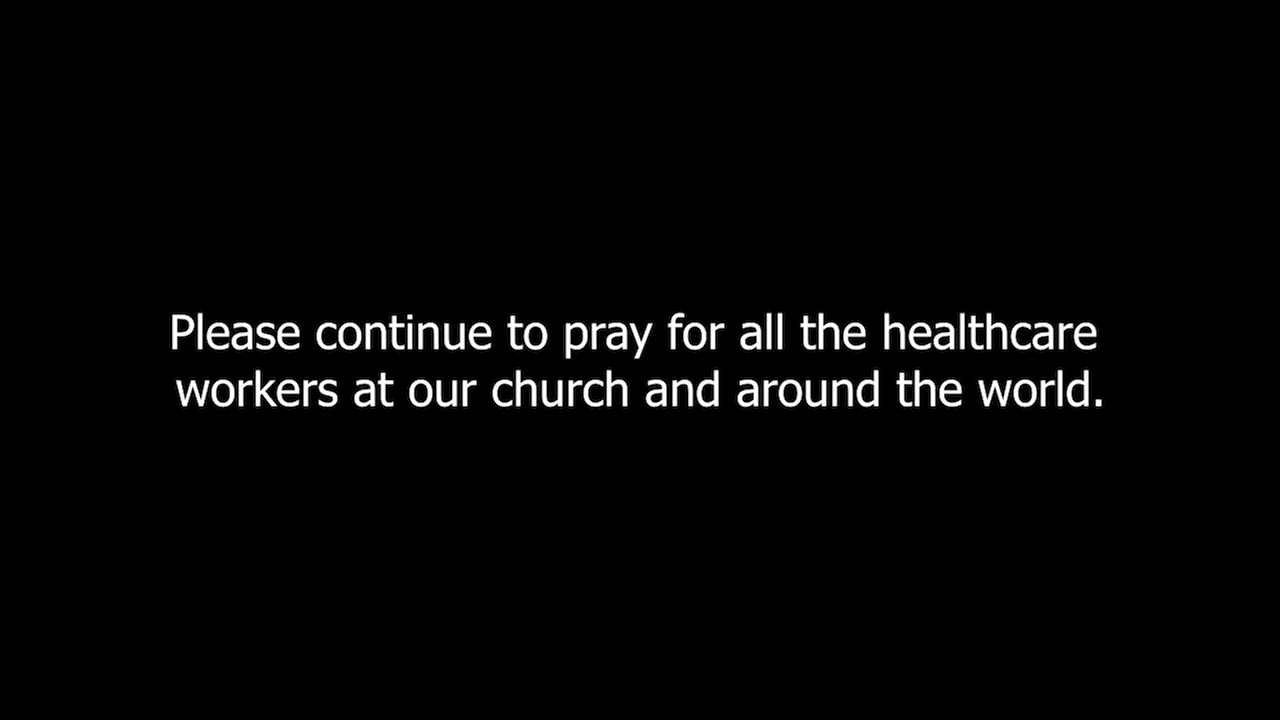 Please continue to pray for all the healthcare
workers at our church and around the world.